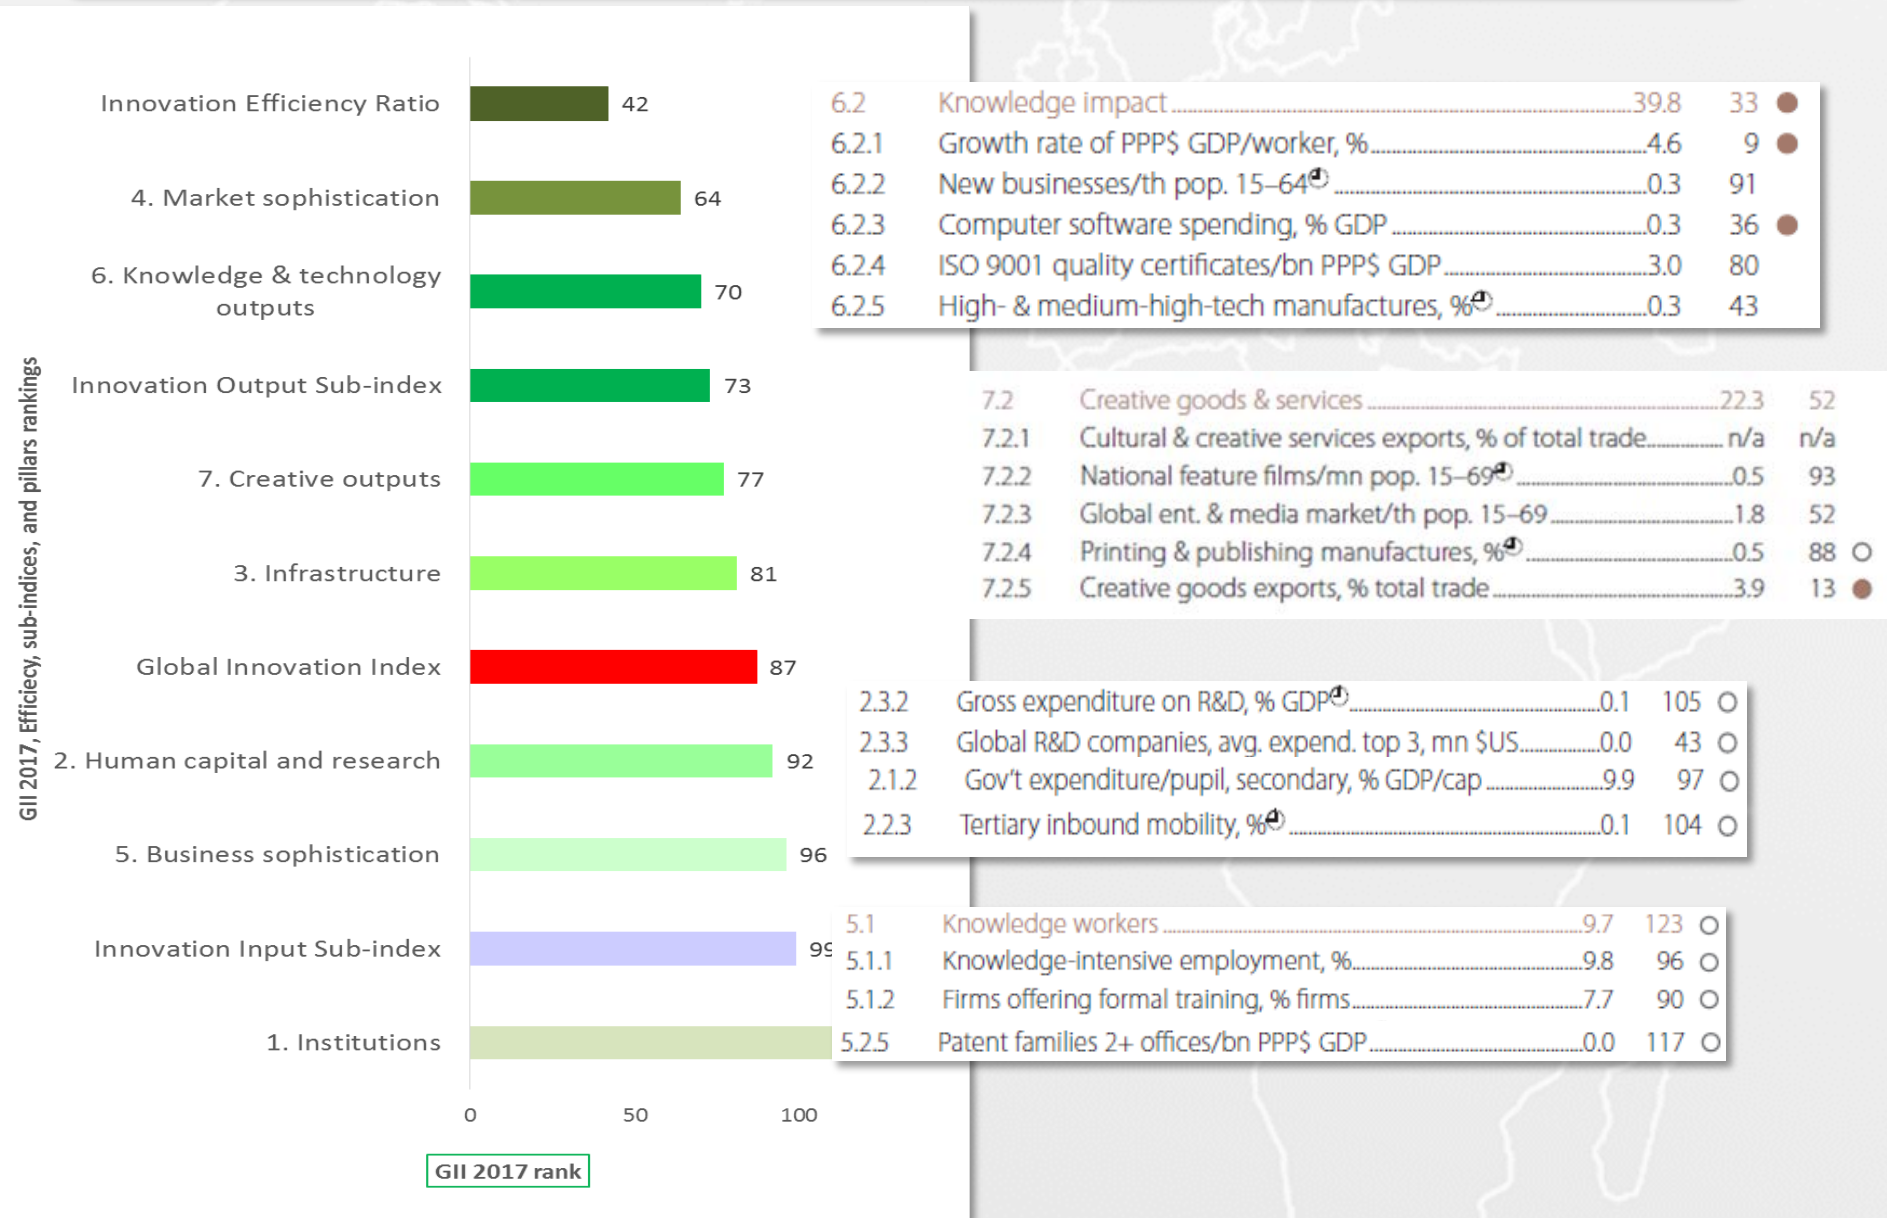 GII 2017, Efficiecy, sub-indices, and pillars rankings
Innovation Efficiency Ratio 42
4. Market sophistication 64
6. Knowledge & technology
outputs 70
Innovation Output Sub-index 73
7. Creative outputs 77
3. Infrastructure 81
Global Innovation Index 87
2. Human capital and research 92
5. Business sophistication 96
Innovation Input Sub-index 99
1. Institutions
0 50 100
GII 2017 rank
6.2 Knowledge impact 39.8 33
6.2.1 Growth rate of PPP$ GDP/worker, % 4.6 9
6.2.2 New businesses/th pop. 15–64 0.3 91
6.2.3 Computer software spending, % GDP 0.3 36
6.2.4 ISO 9001 quality certificates/bn PPP$ GDP 3.0 80
6.2.5 High- & medium-high-tech manufactures, % 0.3 43
7.2 Creative goods & services 22.3 52
7.2.1 Cultural & creative services exports, % of total trade n/a n/a
7.2.2 National feature films/mn pop. 15–69 0.5 93
7.2.3 Global ent. & media market/th pop. 15–69 1.8 52
7.2.4 Printing & publishing manufactures, % 0.5 88
7.2.5 Creative goods exports, % total trade 3.9 13
2.3.2 Gross expenditure on R&D, % GDP 0.1 105
2.3.3 Global R&D companies, avg. expend. top 3, mn $US 0.0 43
2.1.2 Gov't expenditure/pupil, secondary, % GDP/cap 9.9 97
2.2.3 Tertiary inbound mobility, % 0.1 104
5.1 Knowledge workers 9.7 123
5.1.1 Knowledge-intensive employment, % 9.8 96
5.1.2 Firms offering formal training, % firms 7.7 90
5.2.5 Patent families 2+ offices/bn PPP$ GDP 0.0 117